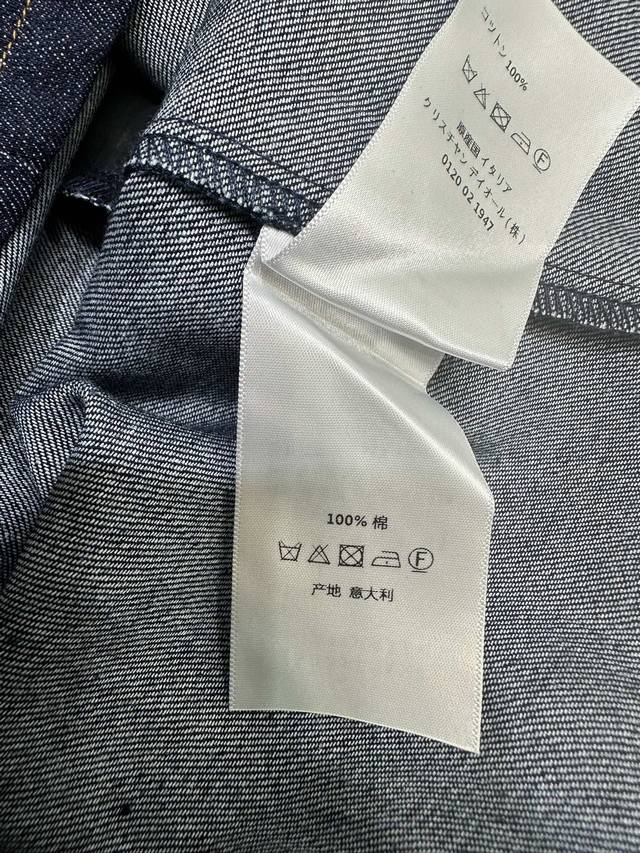 コットン 100%
F
原産国 イタリア
クリスチャン ディオール (株)
0120 02 1947
100% 棉
F
产地 意大利